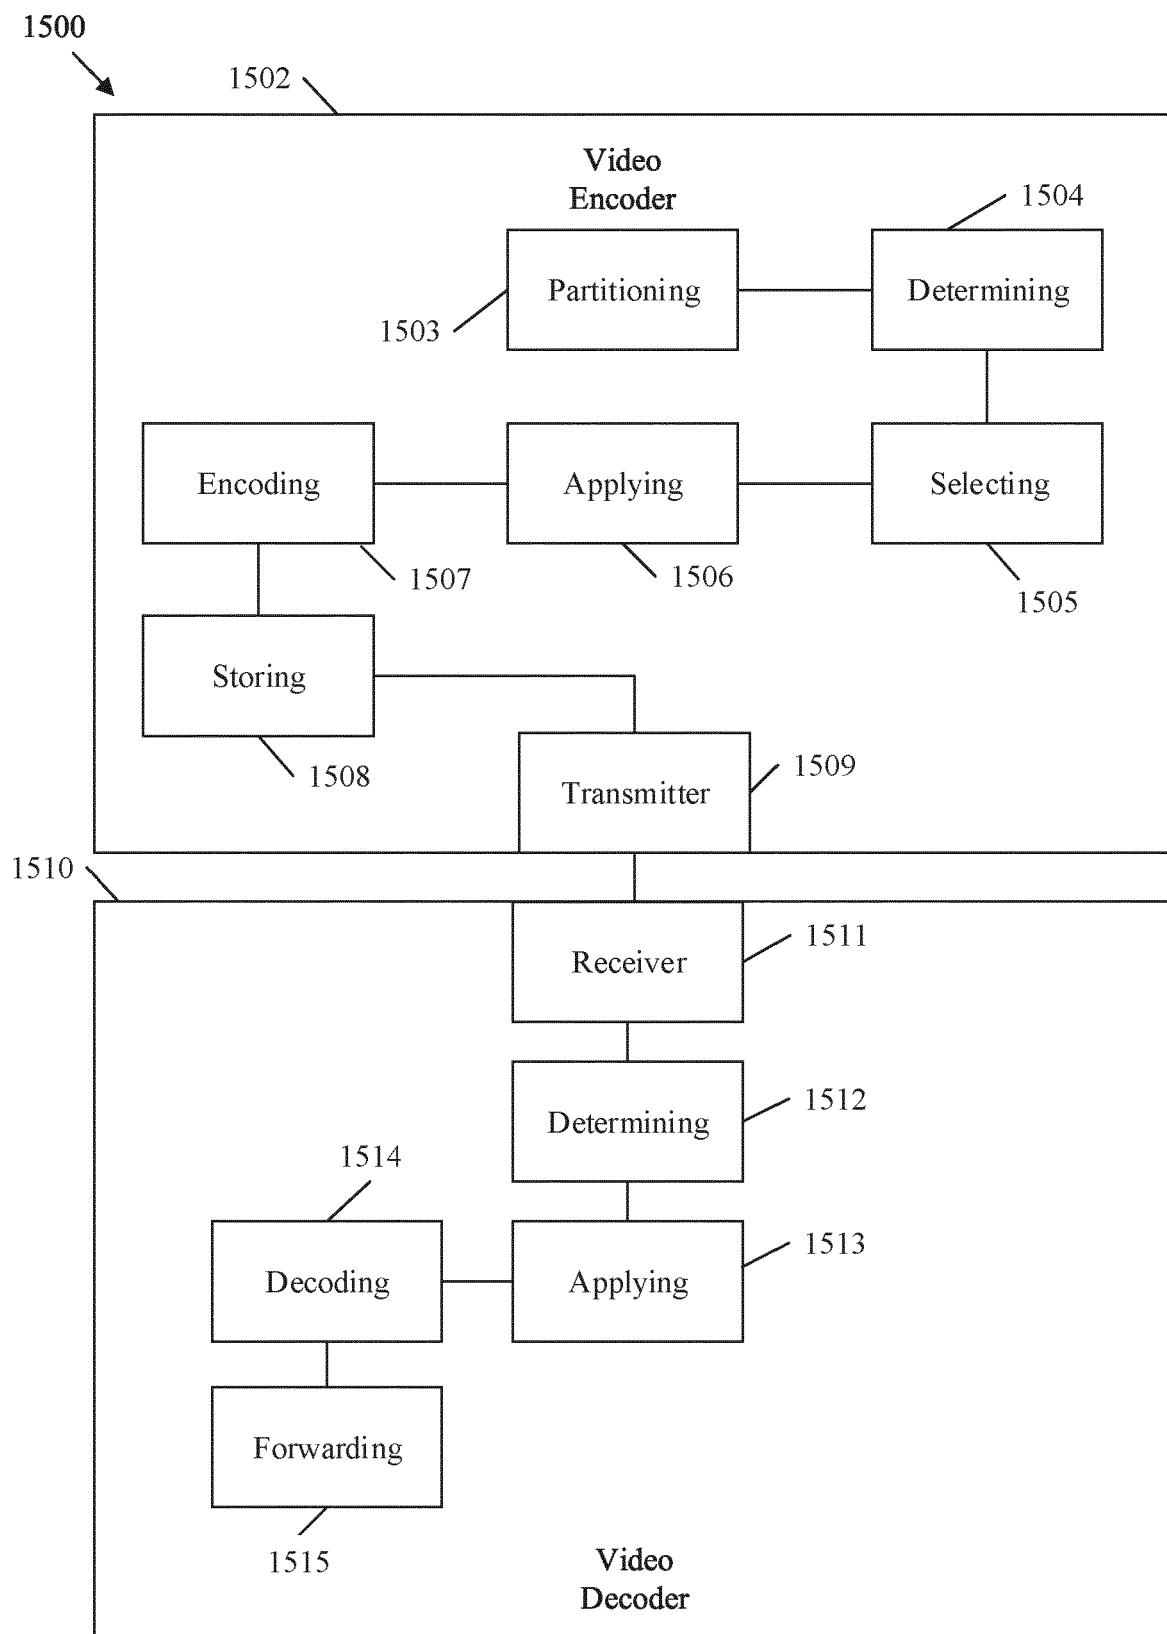 1500
1502
Video
Encoder
1504
Partitioning
Determining
1503
Encoding
Applying
Selecting
1507
1506
1505
Storing
1508
1509
Transmitter
1510
1511
Receiver
1512
Determining
1514
1513
Decoding
Applying
Forwarding
1515
Video
Decoder